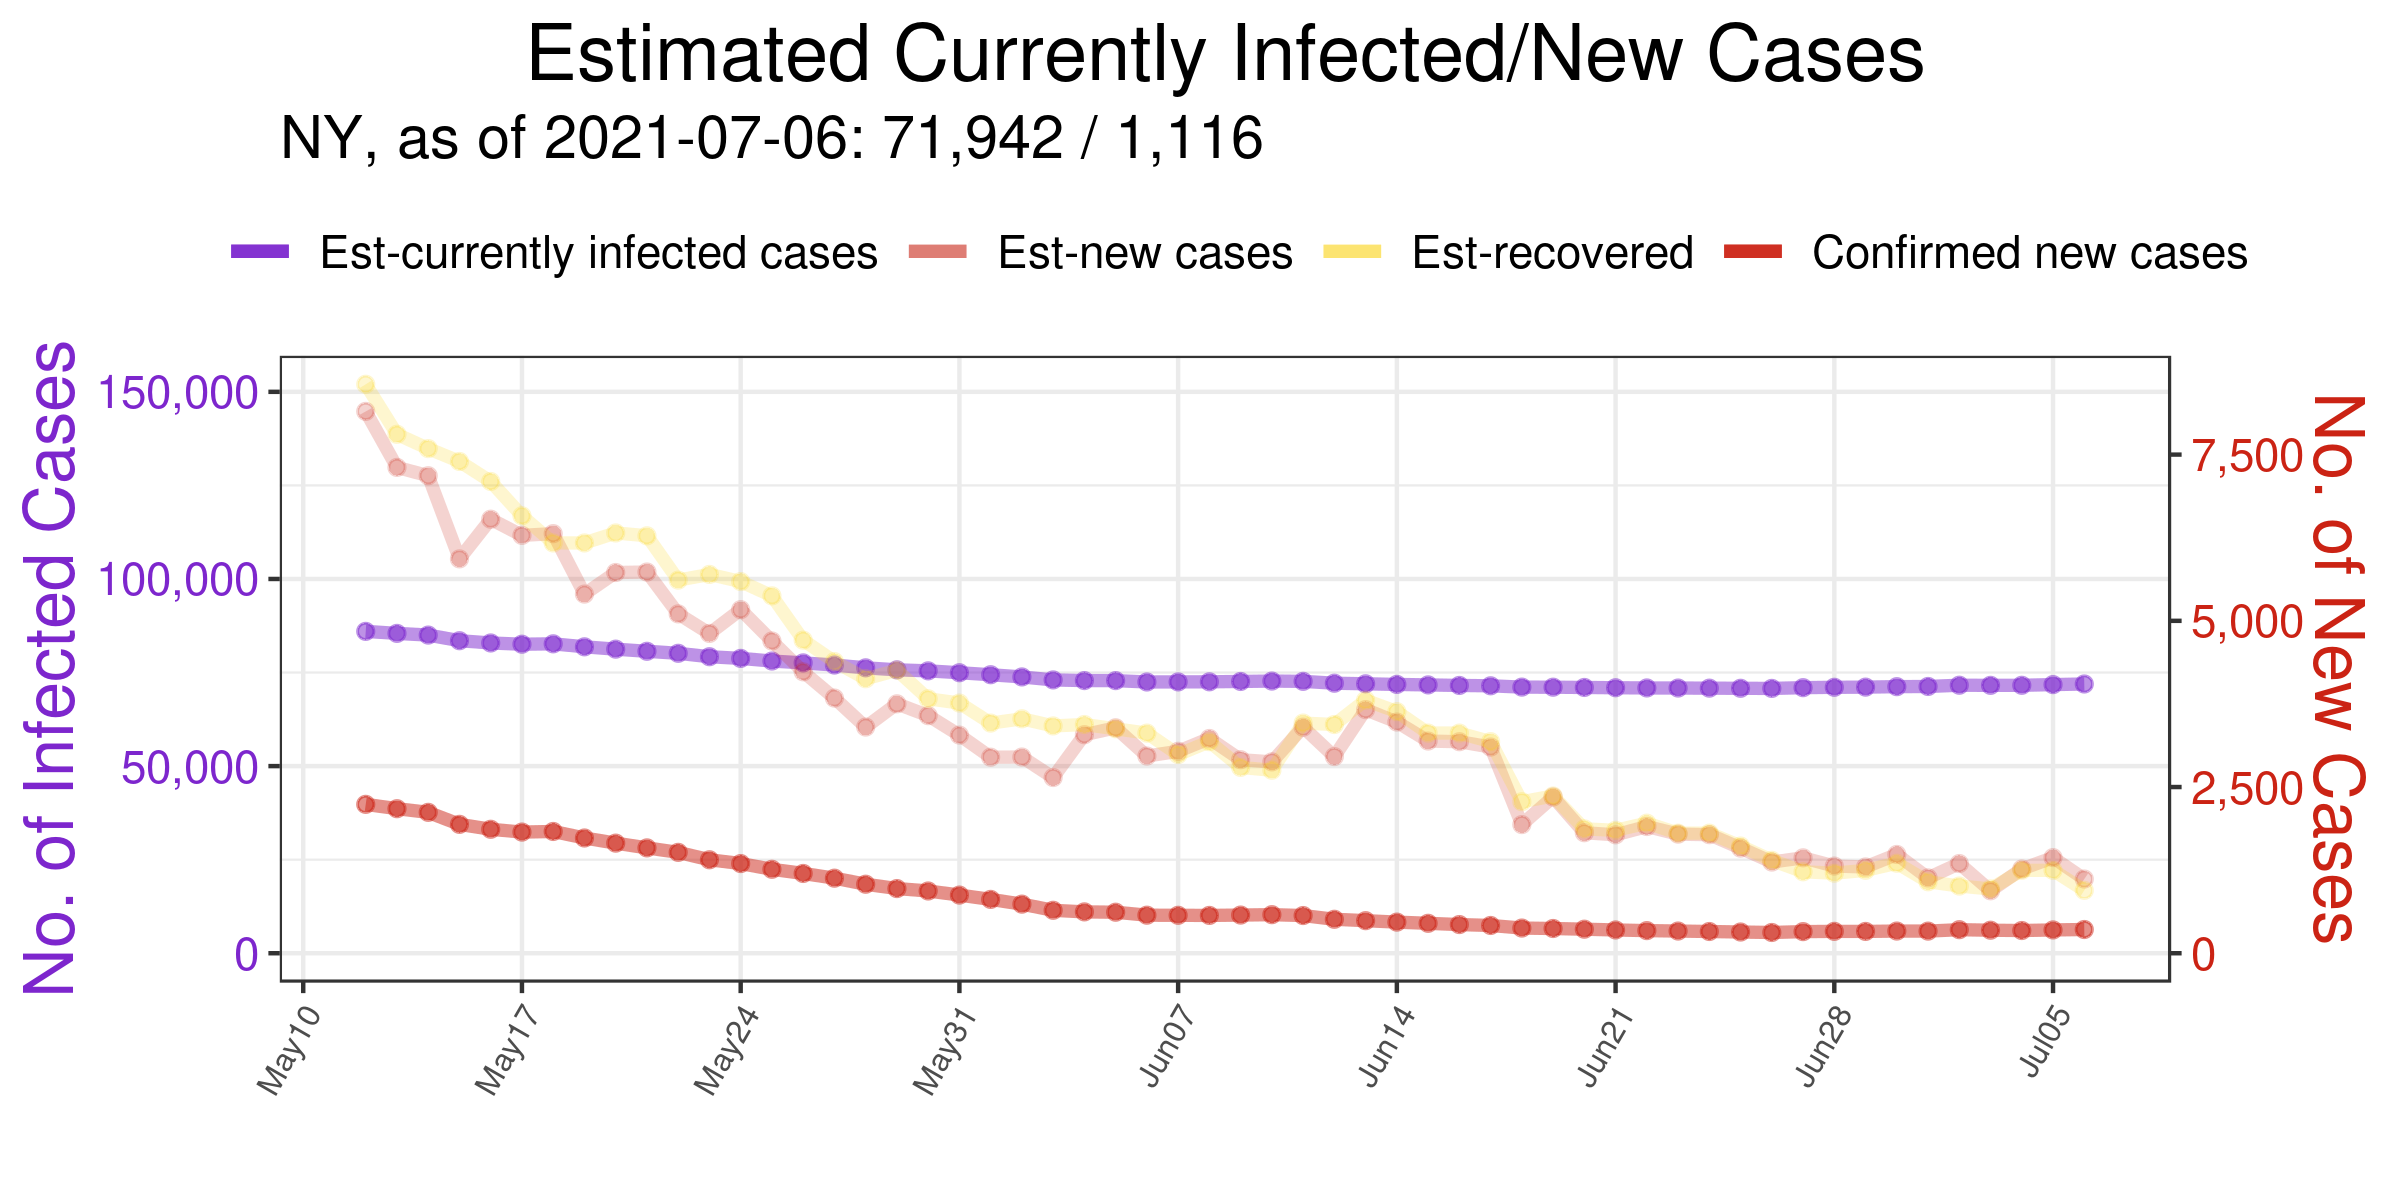 Estimated Currently Infected/New Cases
NY, as of 2021-07-06: 71,942 / 1,116
Est-currently infected cases Est-new cases Est-recovered Confirmed new cases
No. of Infected Cases
150,000
100,000
50,000
0
7,500
5,000
2,500
0
No. of New Cases
May10 May17 May24 May31 Jun07 Jun14 Jun21 Jun28 Jul05